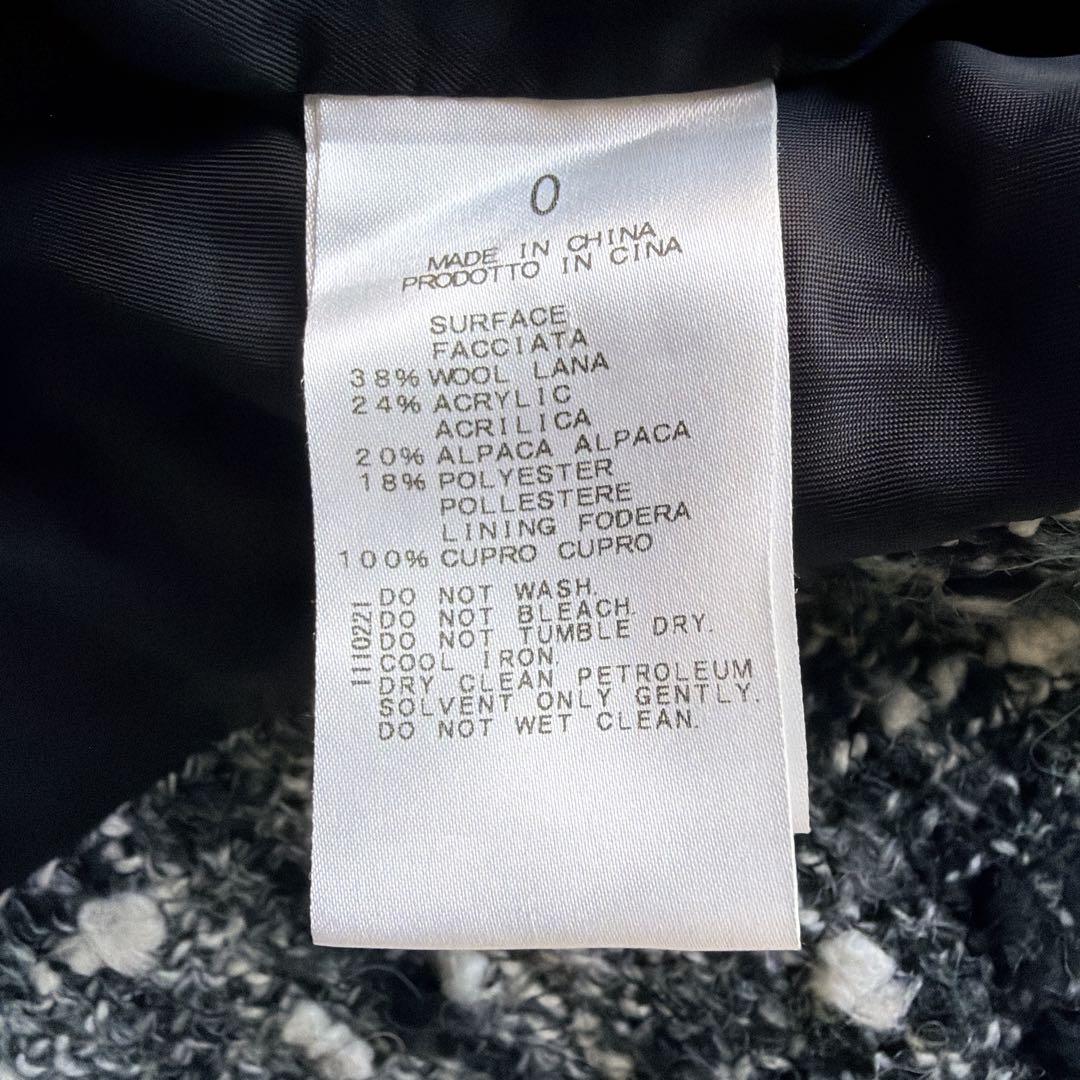 0
MADE IN CHINA
PRODOTTO IN CINA
SURFACE
FACCIATA
38% WOOL LANA
24% ACRYLIC
ACRILICA
20% ALPACA ALPACA
18% POLYESTER
POLLESTERE
LINING FODERA
100% CUPRO CUPRO
DO NOT WASH.
DO NOT BLEACH.
DO NOT TUMBLE DRY.
COOL IRON.
DRY CLEAN PETROLEUM
SOLVENT ONLY GENTLY.
DO NOT WET CLEAN.
110221